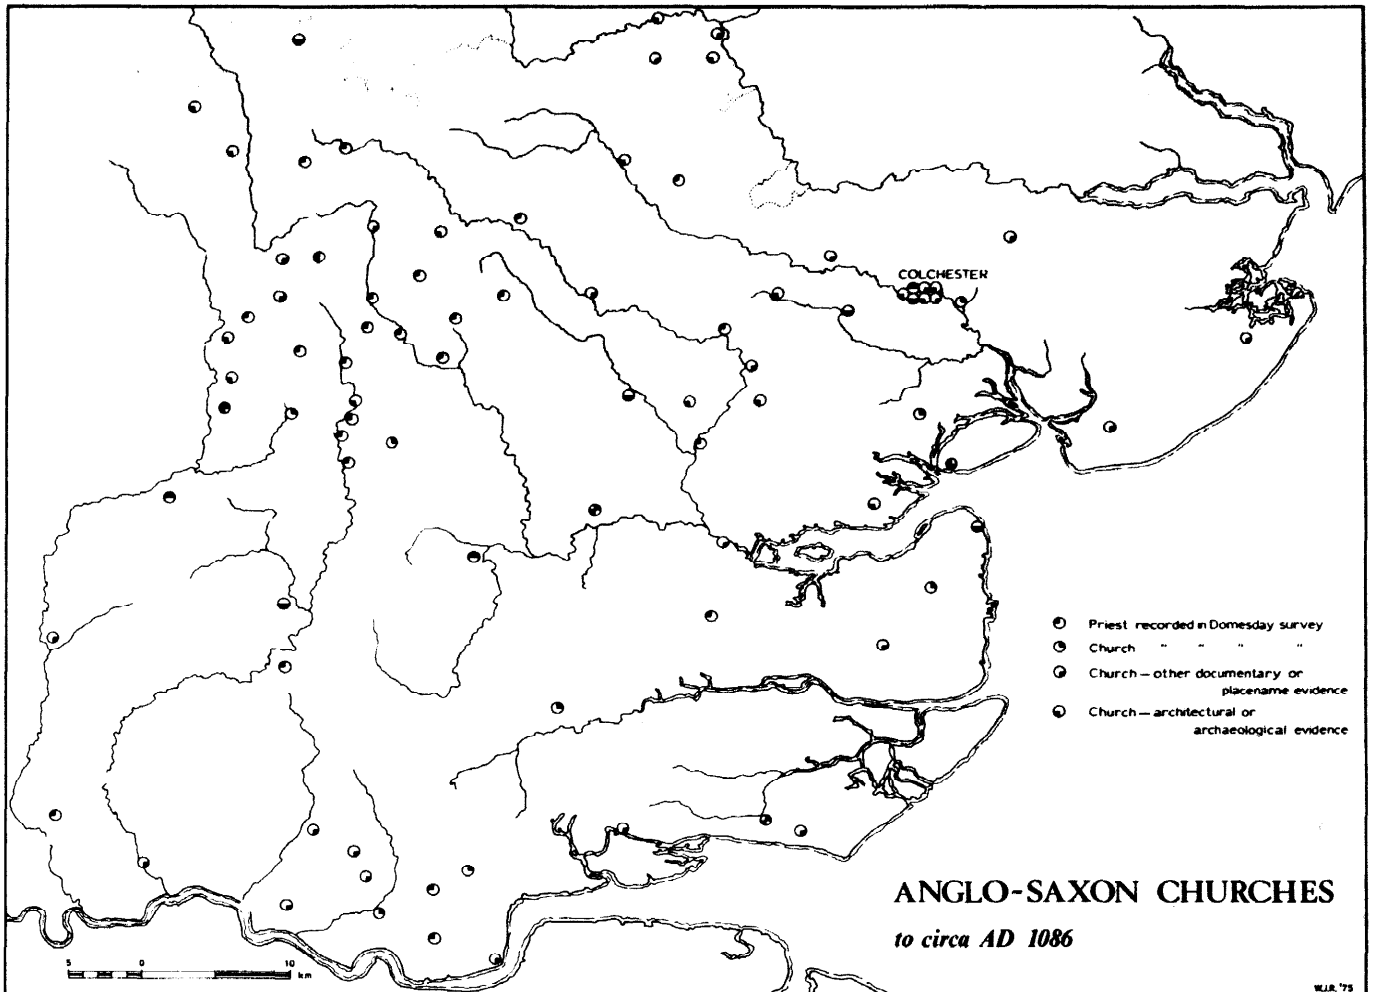 COLCHESTER
Priest recorded in Domesday survey
Church " " " "
Church — other documentary or
placename evidence
Church — architectural or
archaeological evidence
ANGLO-SAXON CHURCHES
to circa AD 1086
5 0 10 km
W.J.R. '75